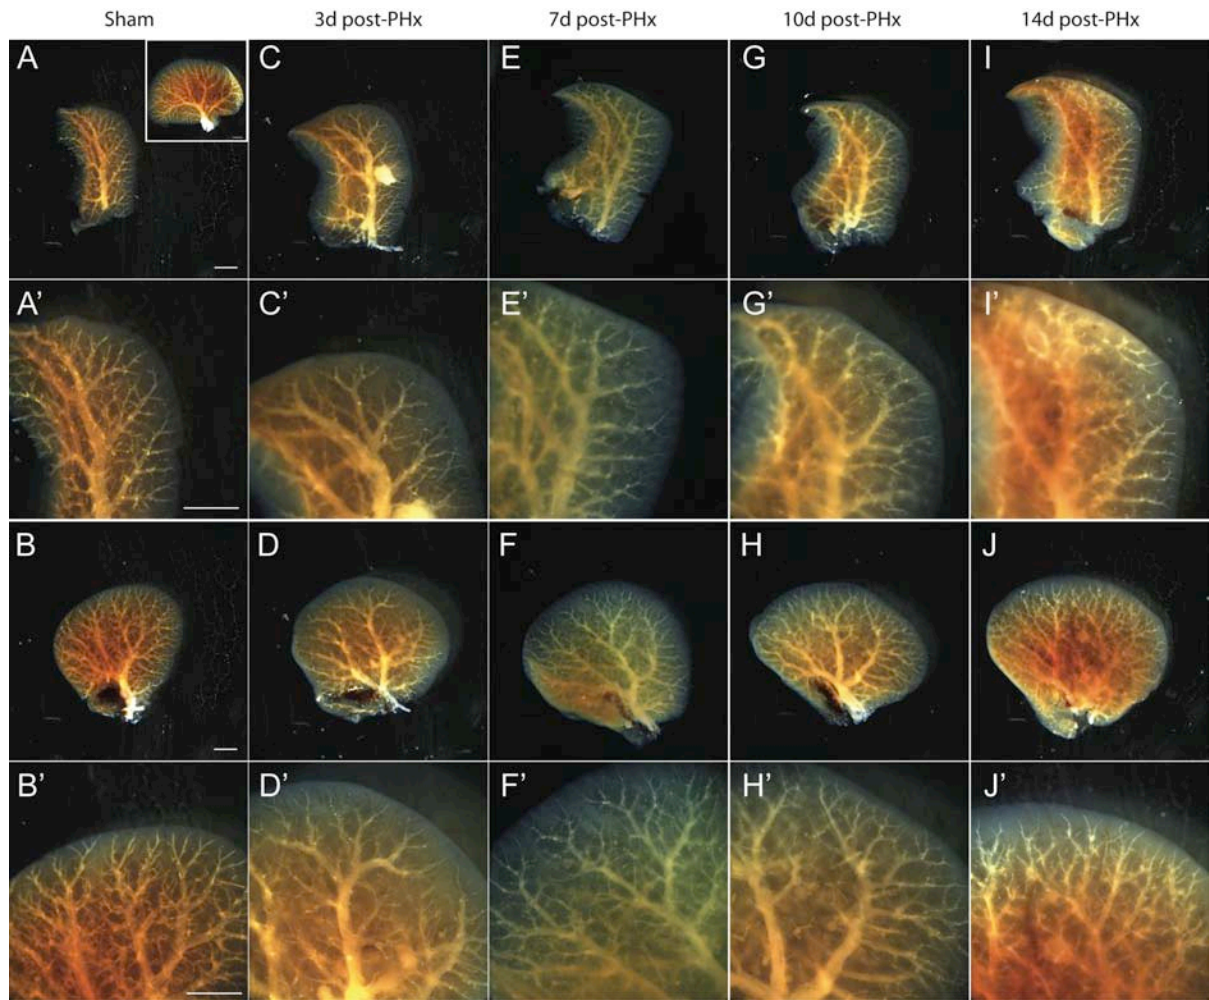 Sham 3d post-PHx 7d post-PHx 10d post-PHx 14d post-PHx
A C E G I
A’ C’ E’ G’ I’
B D F H J
B’ D’ F’ H’ J’